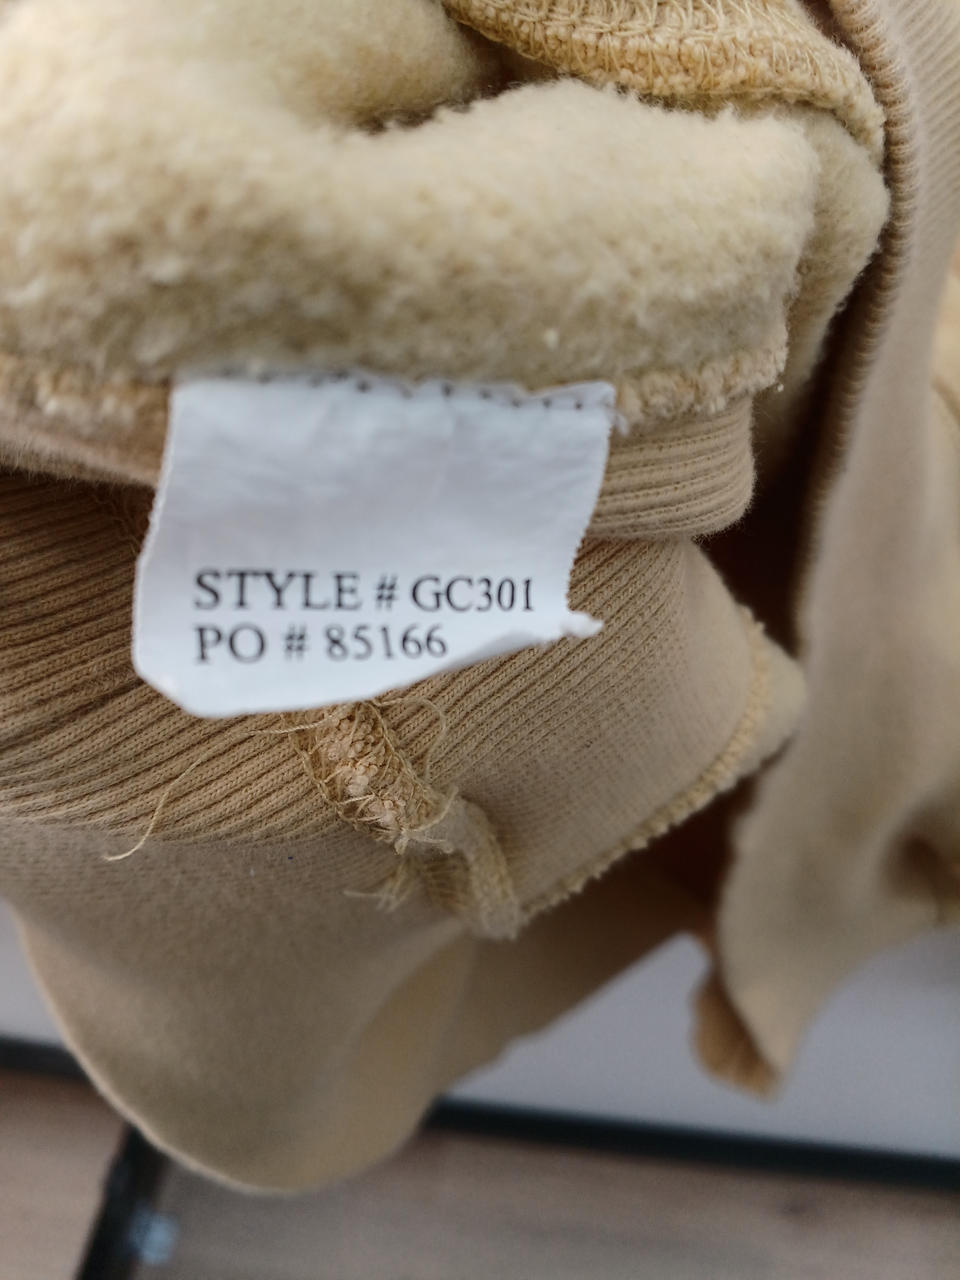 STYLE # GC301
PO # 85166